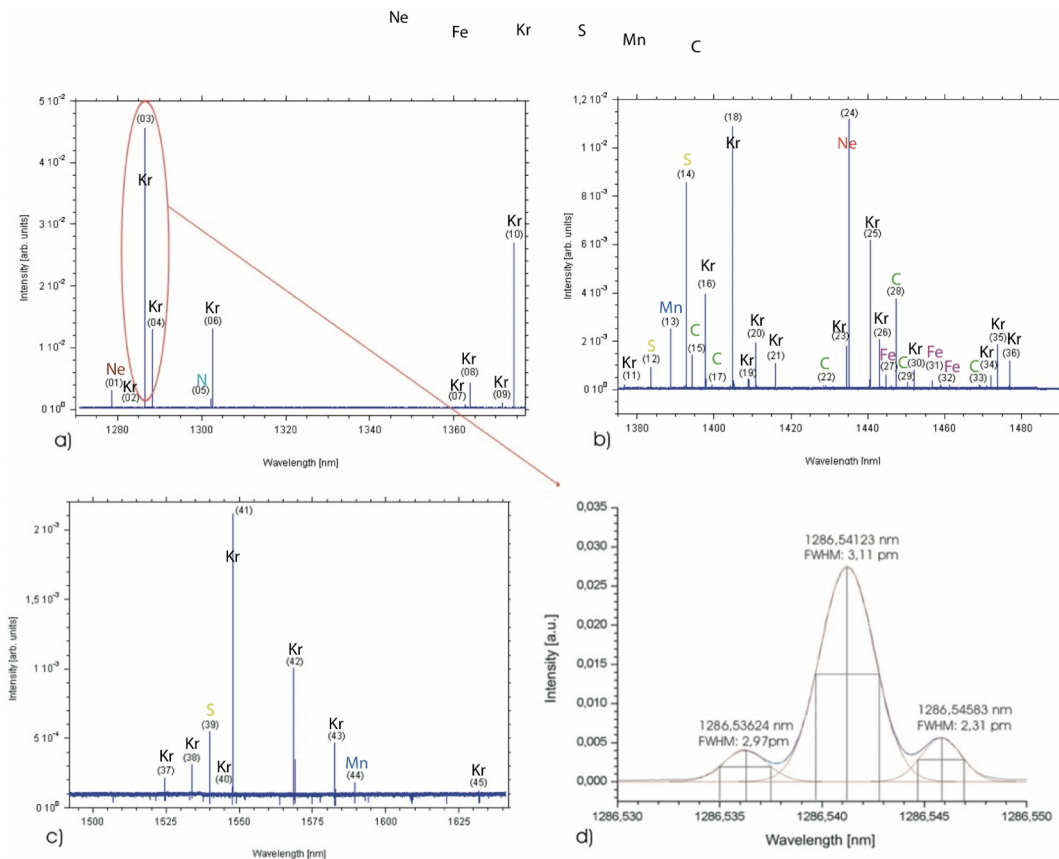 Ne
Fe
Kr
S
Mn
C
5 10⁻²
4 10⁻²
3 10⁻²
2 10⁻²
1 10⁻²
0 10⁰
Intensity [arb. units]
(03)
Kr
Kr
(04)
Ne
(01)
Kr
(02)
N
(05)
Kr
(06)
Kr
(07)
Kr
(08)
Kr
(09)
Kr
(10)
1280
1300
1320
1340
1360
a)
Wavelength [nm]
1,2 10⁻²
1 10⁻²
8 10⁻³
6 10⁻³
4 10⁻³
2 10⁻³
0 10⁰
Intensity [arb. units]
Kr
(11)
S
(12)
Mn
(13)
S
(14)
C
(15)
Kr
(16)
C
(17)
(18)
Kr
Kr
(19)
Kr
(20)
Kr
(21)
C
(22)
Kr
(23)
(24)
Ne
Kr
(25)
Kr
(26)
Fe
(27)
C
(28)
C
(29)
Kr
(30)
Fe
(31)
Fe
(32)
C
(33)
Kr
(34)
Kr
(35)
Kr
(36)
1380
1400
1420
1440
1460
1480
b)
Wavelength [nm]
2 10⁻³
1,5 10⁻³
1 10⁻³
5 10⁻⁴
0 10⁰
Intensity [arb. units]
Kr
(37)
Kr
(38)
S
(39)
Kr
(40)
(41)
Kr
Kr
(42)
Kr
(43)
Mn
(44)
Kr
(45)
1500
1525
1550
1575
1600
1625
c)
Wavelength [nm]
0,035
0,030
0,025
0,020
0,015
0,010
0,005
0,000
Intensity [a.u.]
1286,54123 nm
FWHM: 3,11 pm
1286,53624 nm
FWHM: 2,97pm
1286,54583 nm
FWHM: 2,31 pm
1286,530
1286,535
1286,540
1286,545
1286,550
d)
Wavelength [nm]